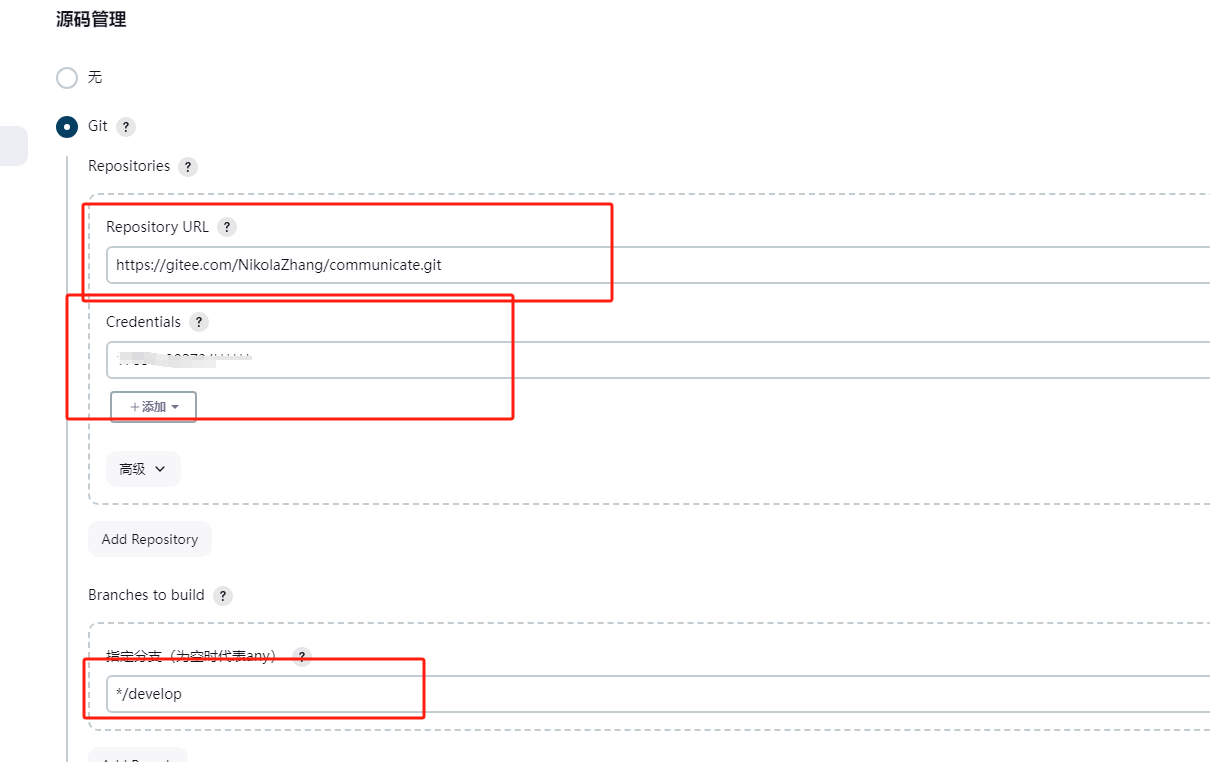 源码管理
无
Git ?
Repositories ?
Repository URL ?
https://gitee.com/NikolaZhang/communicate.git
Credentials ?
+添加
高级
Add Repository
Branches to build ?
指定分支（为空时代表any） ?
*/develop